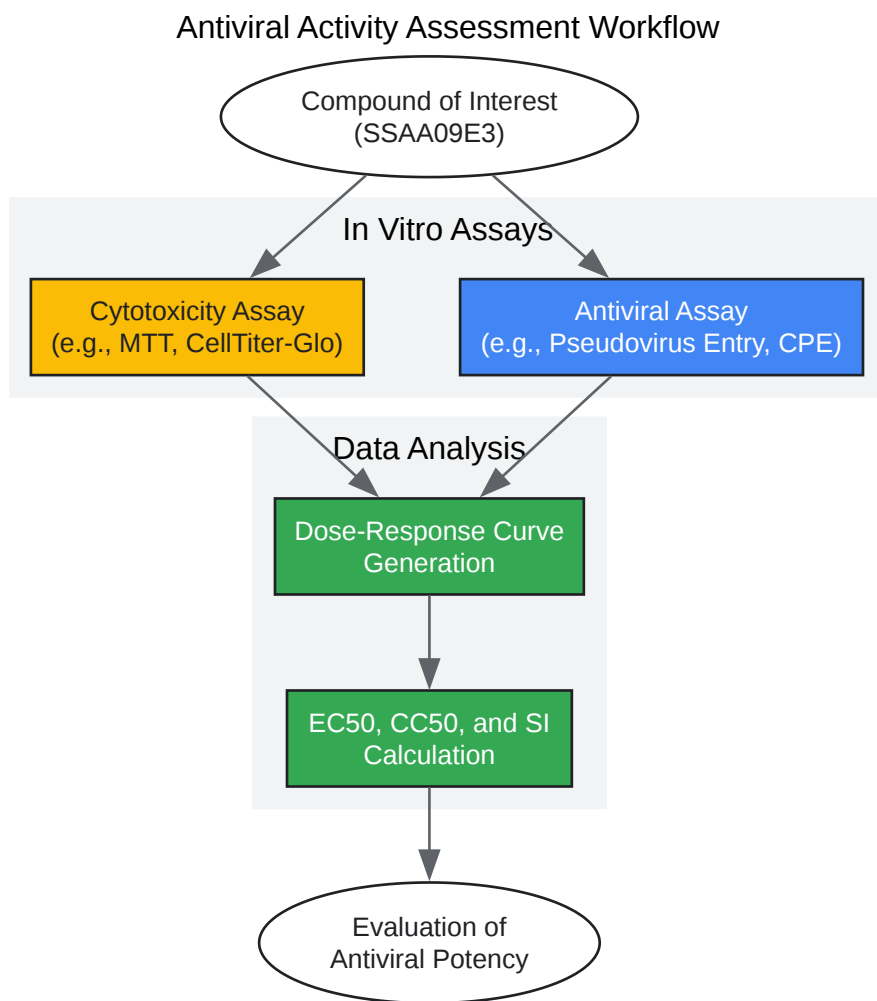 Antiviral Activity Assessment Workflow
Compound of Interest
(SSAA09E3)
In Vitro Assays
Cytotoxicity Assay
(e.g., MTT, CellTiter-Glo)
Antiviral Assay
(e.g., Pseudovirus Entry, CPE)
Data Analysis
Dose-Response Curve
Generation
EC50, CC50, and SI
Calculation
Evaluation of
Antiviral Potency